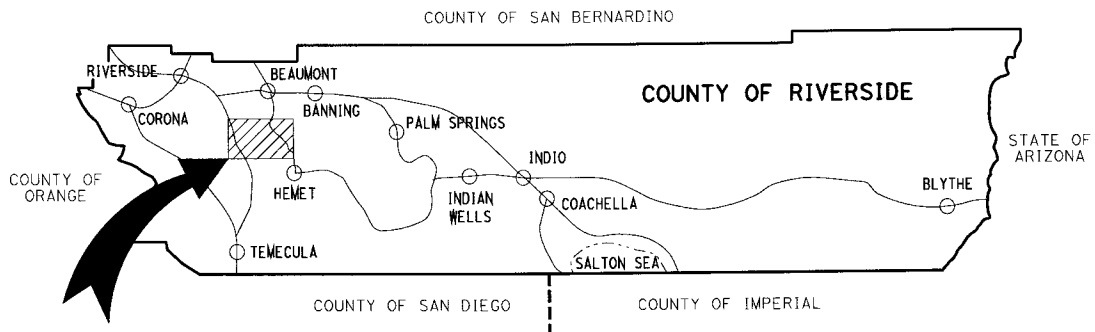 COUNTY OF SAN BERNARDINO
RIVERSIDE
BEAUMONT
COUNTY OF RIVERSIDE
BANNING
CORONA
PALM SPRINGS
STATE OF
ARIZONA
INDIO
COUNTY OF
ORANGE
HEMET
INDIAN
WELLS
COACHELLA
BLYTHE
TEMECULA
SALTON SEA
COUNTY OF SAN DIEGO
COUNTY OF IMPERIAL